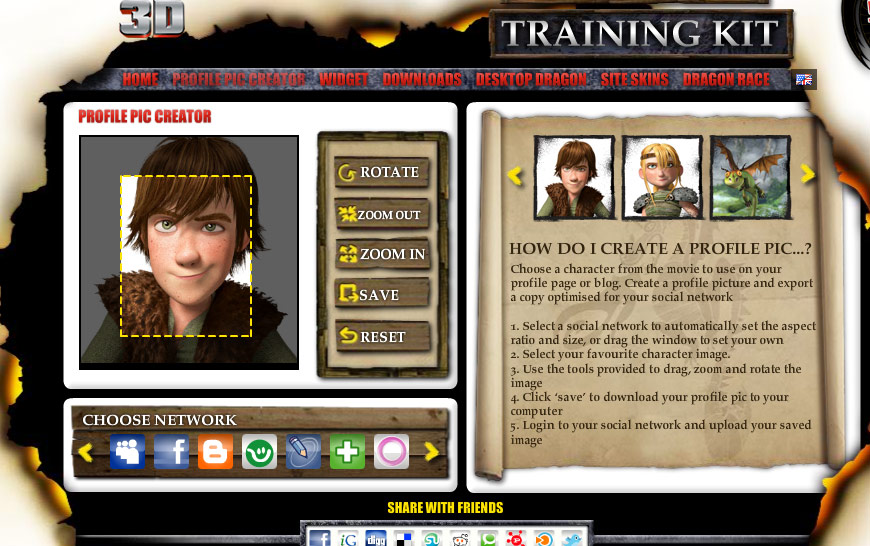 3D
TRAINING KIT
HOME PROFILE PIC CREATOR WIDGET DOWNLOADS DESKTOP DRAGON SITE SKINS DRAGON RACE
PROFILE PIC CREATOR
ROTATE
ZOOM OUT
ZOOM IN
SAVE
RESET
HOW DO I CREATE A PROFILE PIC...?
Choose a character from the movie to use on your
profile page or blog. Create a profile picture and export
a copy optimised for your social network
1. Select a social network to automatically set the aspect
ratio and size, or drag the window to set your own
2. Select your favourite character image.
3. Use the tools provided to drag, zoom and rotate the
image
4. Click ‘save’ to download your profile pic to your
computer
5. Login to your social network and upload your saved
image
CHOOSE NETWORK
SHARE WITH FRIENDS
iG
digg